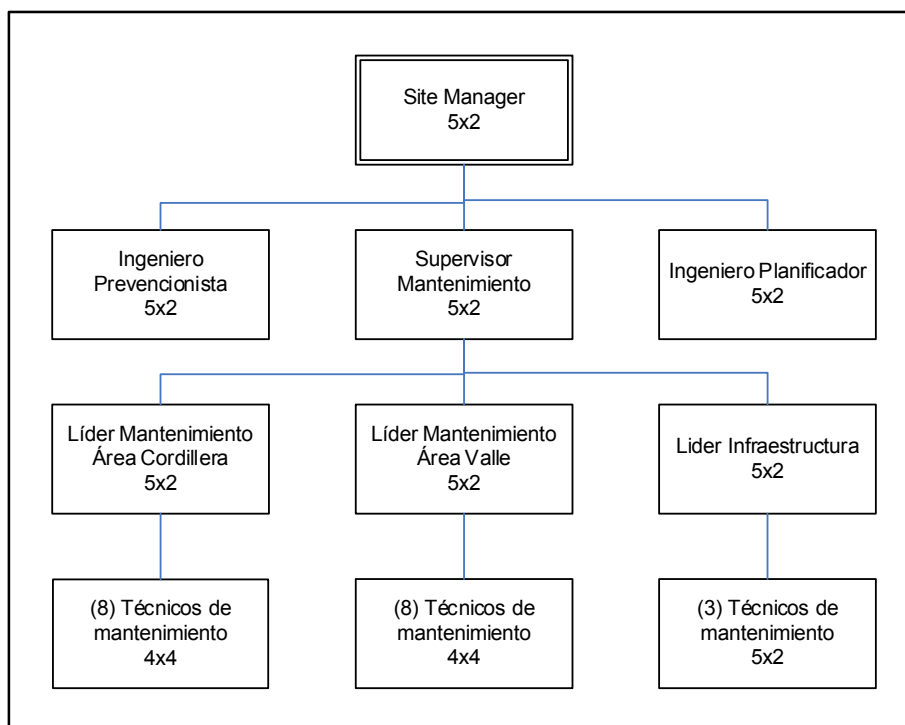 Site Manager
5x2
Ingeniero
Prevencionista
5x2
Supervisor
Mantenimiento
5x2
Ingeniero Planificador
5x2
Líder Mantenimiento
Área Cordillera
5x2
Líder Mantenimiento
Área Valle
5x2
Lider Infraestructura
5x2
(8) Técnicos de
mantenimiento
4x4
(8) Técnicos de
mantenimiento
4x4
(3) Técnicos de
mantenimiento
5x2